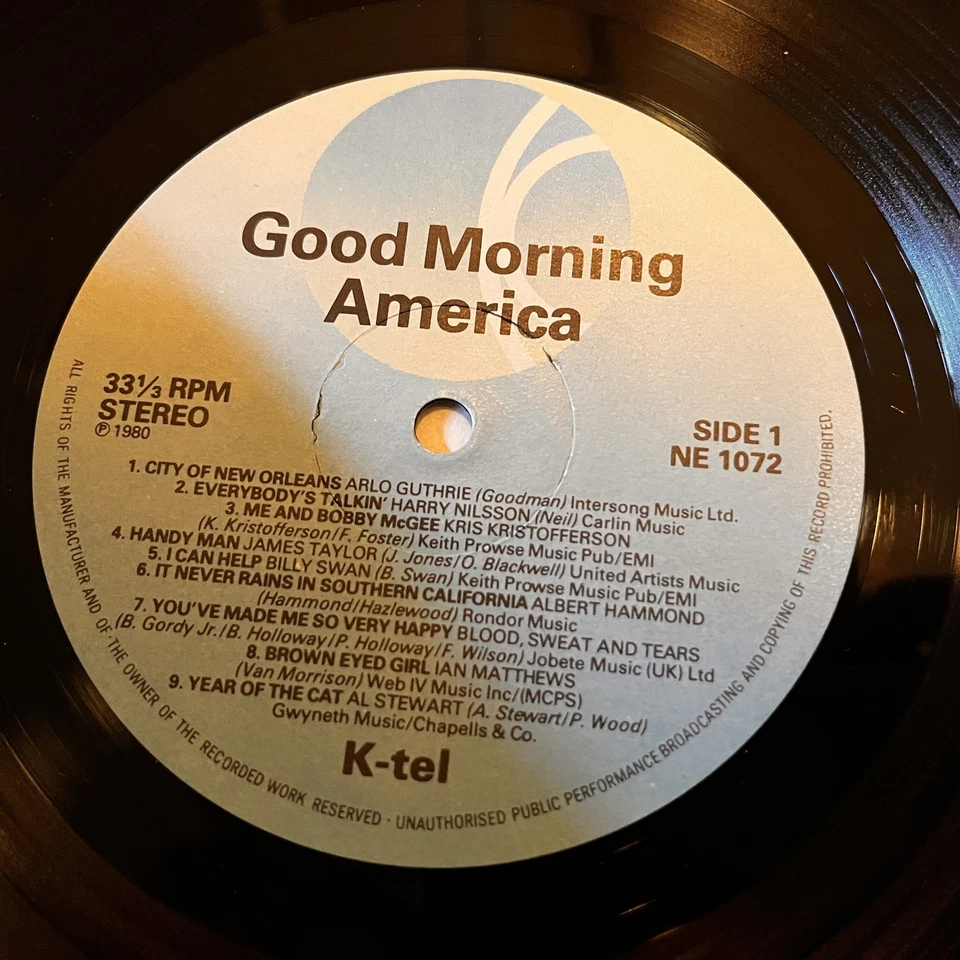 Good Morning
America
33⅓ RPM
STEREO
Ⓟ 1980
SIDE 1
NE 1072
1. CITY OF NEW ORLEANS ARLO GUTHRIE (Goodman) Intersong Music Ltd.
2. EVERYBODY'S TALKIN' HARRY NILSSON (Neil) Carlin Music
3. ME AND BOBBY McGEE KRIS KRISTOFFERSON
(K. Kristofferson/F. Foster) Keith Prowse Music Pub/EMI
4. HANDY MAN JAMES TAYLOR (J. Jones/O. Blackwell) United Artists Music
5. I CAN HELP BILLY SWAN (B. Swan) Keith Prowse Music Pub/EMI
6. IT NEVER RAINS IN SOUTHERN CALIFORNIA ALBERT HAMMOND
(Hammond/Hazlewood) Rondor Music
7. YOU'VE MADE ME SO VERY HAPPY BLOOD, SWEAT AND TEARS
(B. Gordy Jr./B. Holloway/P. Holloway/F. Wilson) Jobete Music (UK) Ltd
8. BROWN EYED GIRL IAN MATTHEWS
(Van Morrison) Web IV Music Inc/(MCPS)
9. YEAR OF THE CAT AL STEWART (A. Stewart/P. Wood)
Gwyneth Music/Chapells & Co.
K-tel
ALL RIGHTS OF THE MANUFACTURER AND OF THE OWNER OF THE RECORDED WORK RESERVED · UNAUTHORISED PUBLIC PERFORMANCE BROADCASTING AND COPYING OF THIS RECORD PROHIBITED.